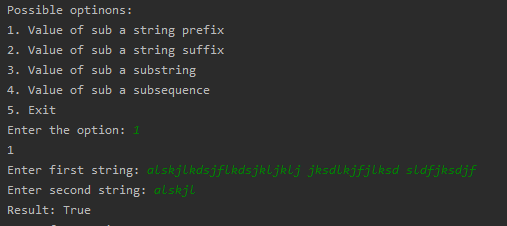 Possible optinons:
1. Value of sub a string prefix
2. Value of sub a string suffix
3. Value of sub a substring
4. Value of sub a subsequence
5. Exit
Enter the option: 1
1
Enter first string: alskjlkdsjflkdsjkljklj jksdlkjfjlksd sldfjksdjf
Enter second string: alskjl
Result: True